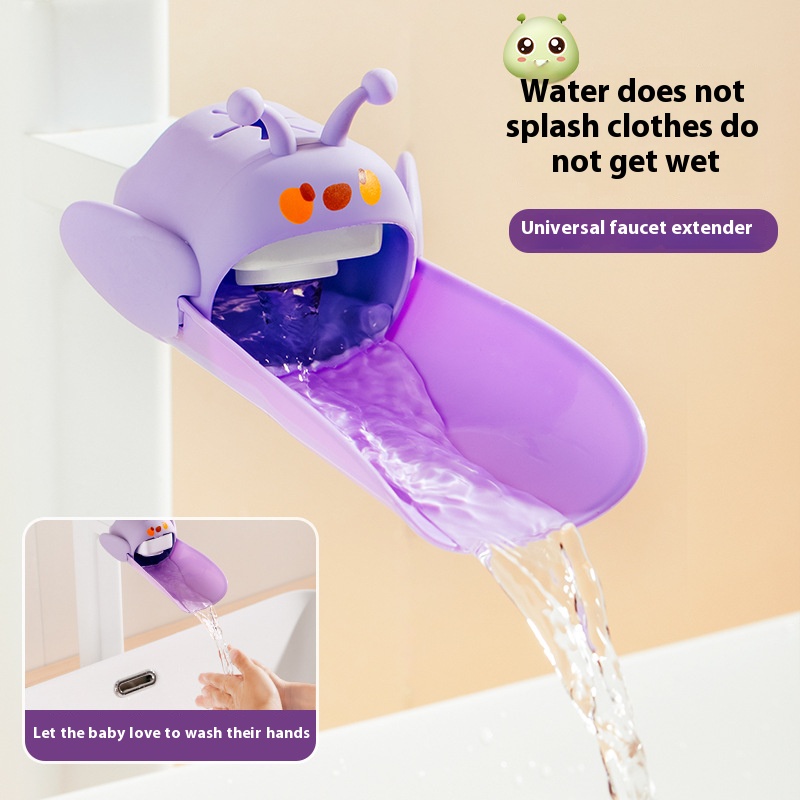 Water does not
splash clothes do
not get wet
Universal faucet extender
Let the baby love to wash their hands